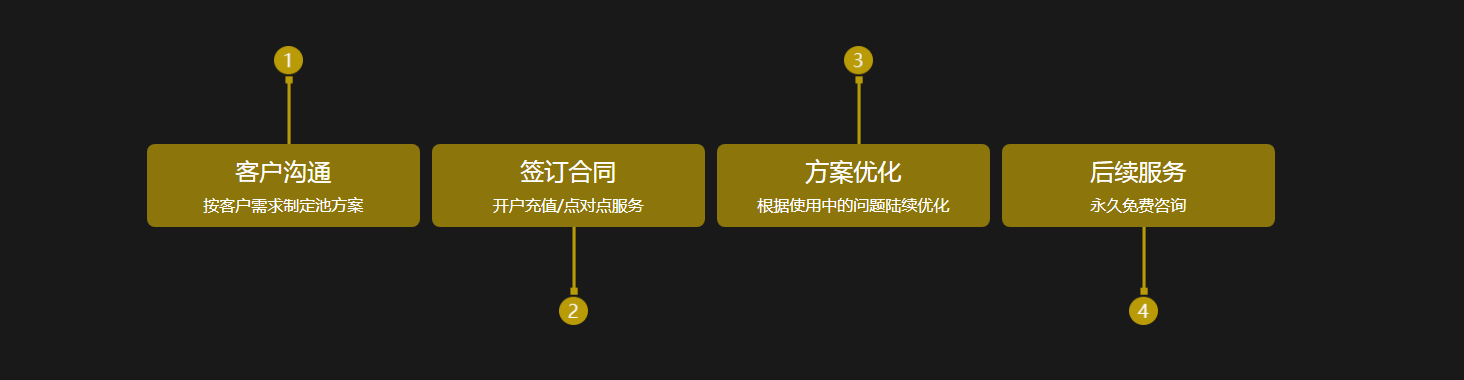 1
客户沟通
按客户需求制定池方案
签订合同
开户充值/点对点服务
2
3
方案优化
根据使用中的问题陆续优化
后续服务
永久免费咨询
4